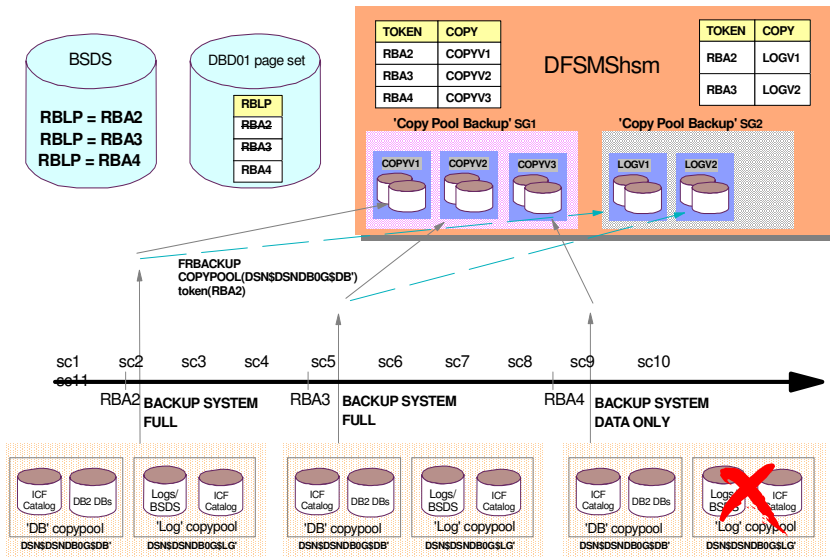 BSDS
RBLP = RBA2
RBLP = RBA3
RBLP = RBA4
DBD01 page set
RBLP
RBA2
RBA3
RBA4
TOKEN COPY
RBA2 COPYV1
RBA3 COPYV2
RBA4 COPYV3
DFSMShsm
TOKEN COPY
RBA2 LOGV1
RBA3 LOGV2
'Copy Pool Backup' SG1
'Copy Pool Backup' SG2
COPYV1
COPYV2
COPYV3
LOGV1
LOGV2
FRBACKUP
COPYPOOL(DSN$DSNDB0G$DB')
token(RBA2)
sc1 sc2 sc3 sc4 sc5 sc6 sc7 sc8 sc9 sc10
sc11
RBA2
BACKUP SYSTEM
FULL
RBA3
BACKUP SYSTEM
FULL
RBA4
BACKUP SYSTEM
DATA ONLY
ICF
Catalog
DB2 DBs
'DB' copypool
DSN$DSNDB0G$DB'
Logs/
BSDS
ICF
Catalog
'Log' copypool
DSN$DSNDB0G$LG'
ICF
Catalog
DB2 DBs
'DB' copypool
DSN$DSNDB0G$DB'
Logs/
BSDS
ICF
Catalog
'Log' copypool
DSN$DSNDB0G$LG'
ICF
Catalog
DB2 DBs
'DB' copypool
DSN$DSNDB0G$DB'
Logs/
BSDS
ICF
Catalog
'Log' copypool
DSN$DSNDB0G$LG'